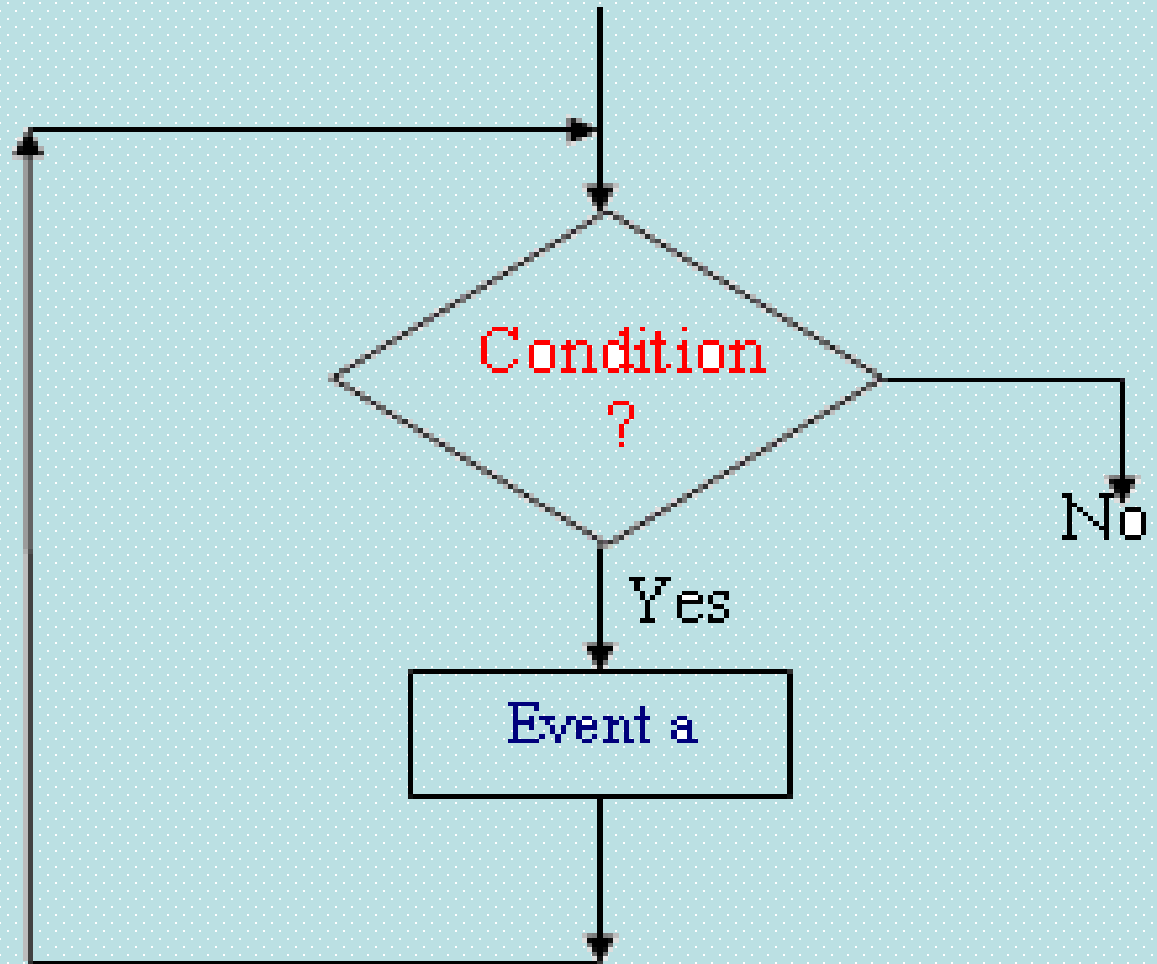 Condition
?
No
Yes
Event a